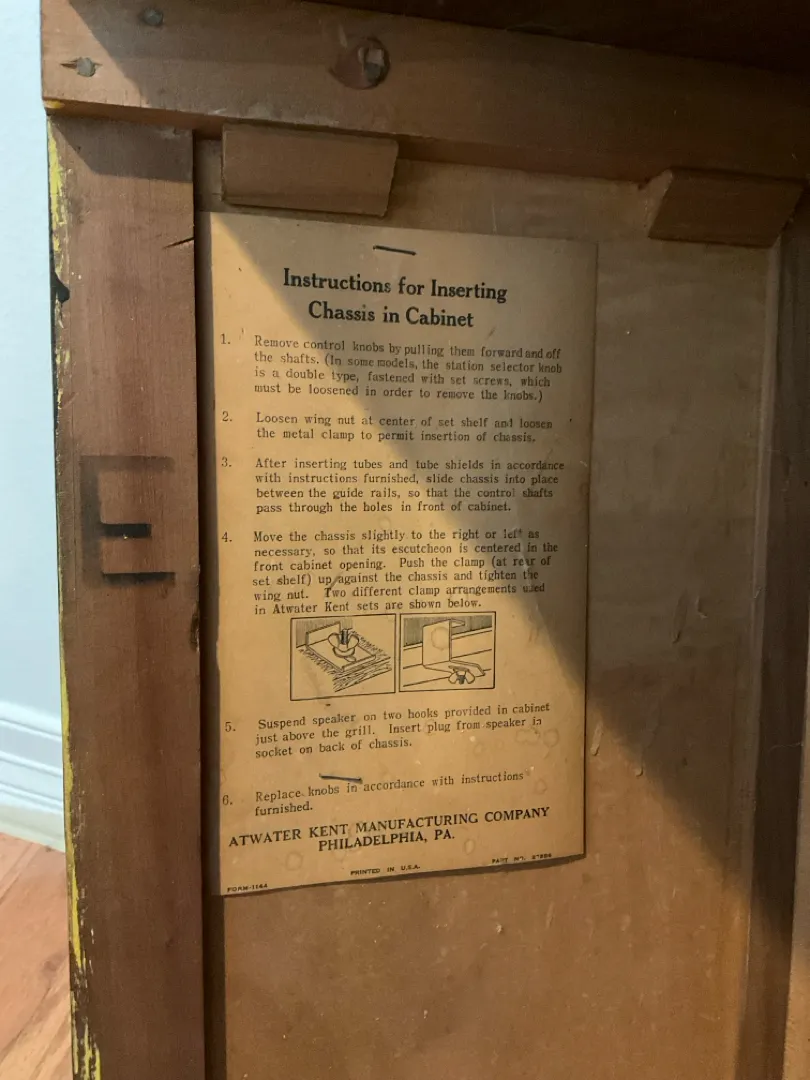 Instructions for Inserting
Chassis in Cabinet
1. Remove control knobs by pulling them forward and off
the shafts. (In some models, the station selector knob
is a double type, fastened with set screws, which
must be loosened in order to remove the knobs.)
2. Loosen wing nut at center of set shelf and loosen
the metal clamp to permit insertion of chassis.
3. After inserting tubes and tube shields in accordance
with instructions furnished, slide chassis into place
between the guide rails, so that the control shafts
pass through the holes in front of cabinet.
4. Move the chassis slightly to the right or left as
necessary, so that its escutcheon is centered in the
front cabinet opening. Push the clamp (at rear of
set shelf) up against the chassis and tighten the
wing nut. Two different clamp arrangements used
in Atwater Kent sets are shown below.
5. Suspend speaker on two hooks provided in cabinet
just above the grill. Insert plug from speaker in
socket on back of chassis.
6. Replace knobs in accordance with instructions
furnished.
ATWATER KENT MANUFACTURING COMPANY
PHILADELPHIA, PA.
FORM-1164 PRINTED IN U.S.A. PART NO.
E